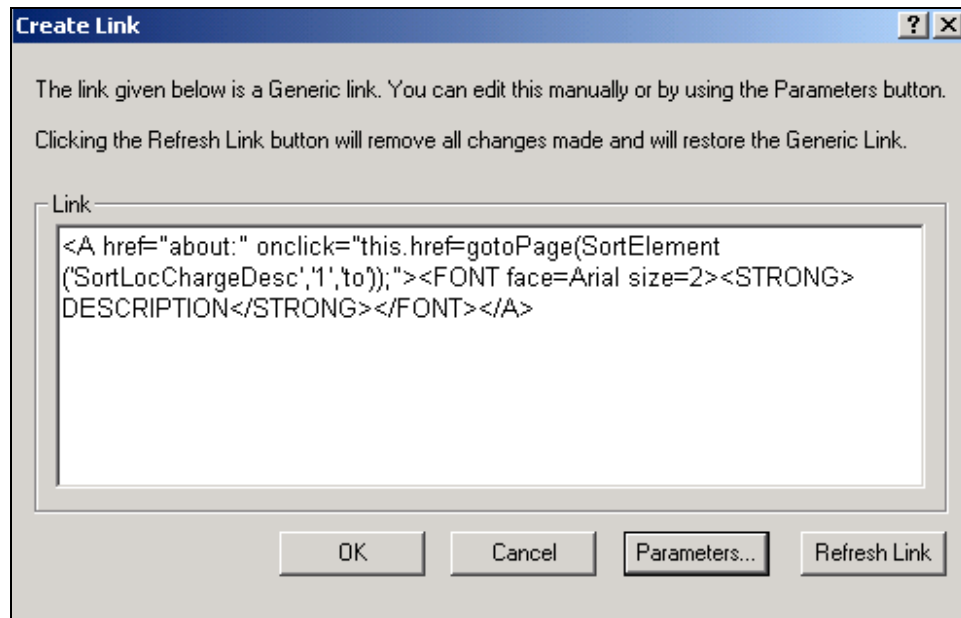 Create Link
The link given below is a Generic link. You can edit this manually or by using the Parameters button.
Clicking the Refresh Link button will remove all changes made and will restore the Generic Link.
Link
<A href="about:" onclick="this.href=gotoPage(SortElement
('SortLocChargeDesc','1','to'));"><FONT face=Arial size=2><STRONG>
DESCRIPTION</STRONG></FONT></A>
OK Cancel Parameters... Refresh Link